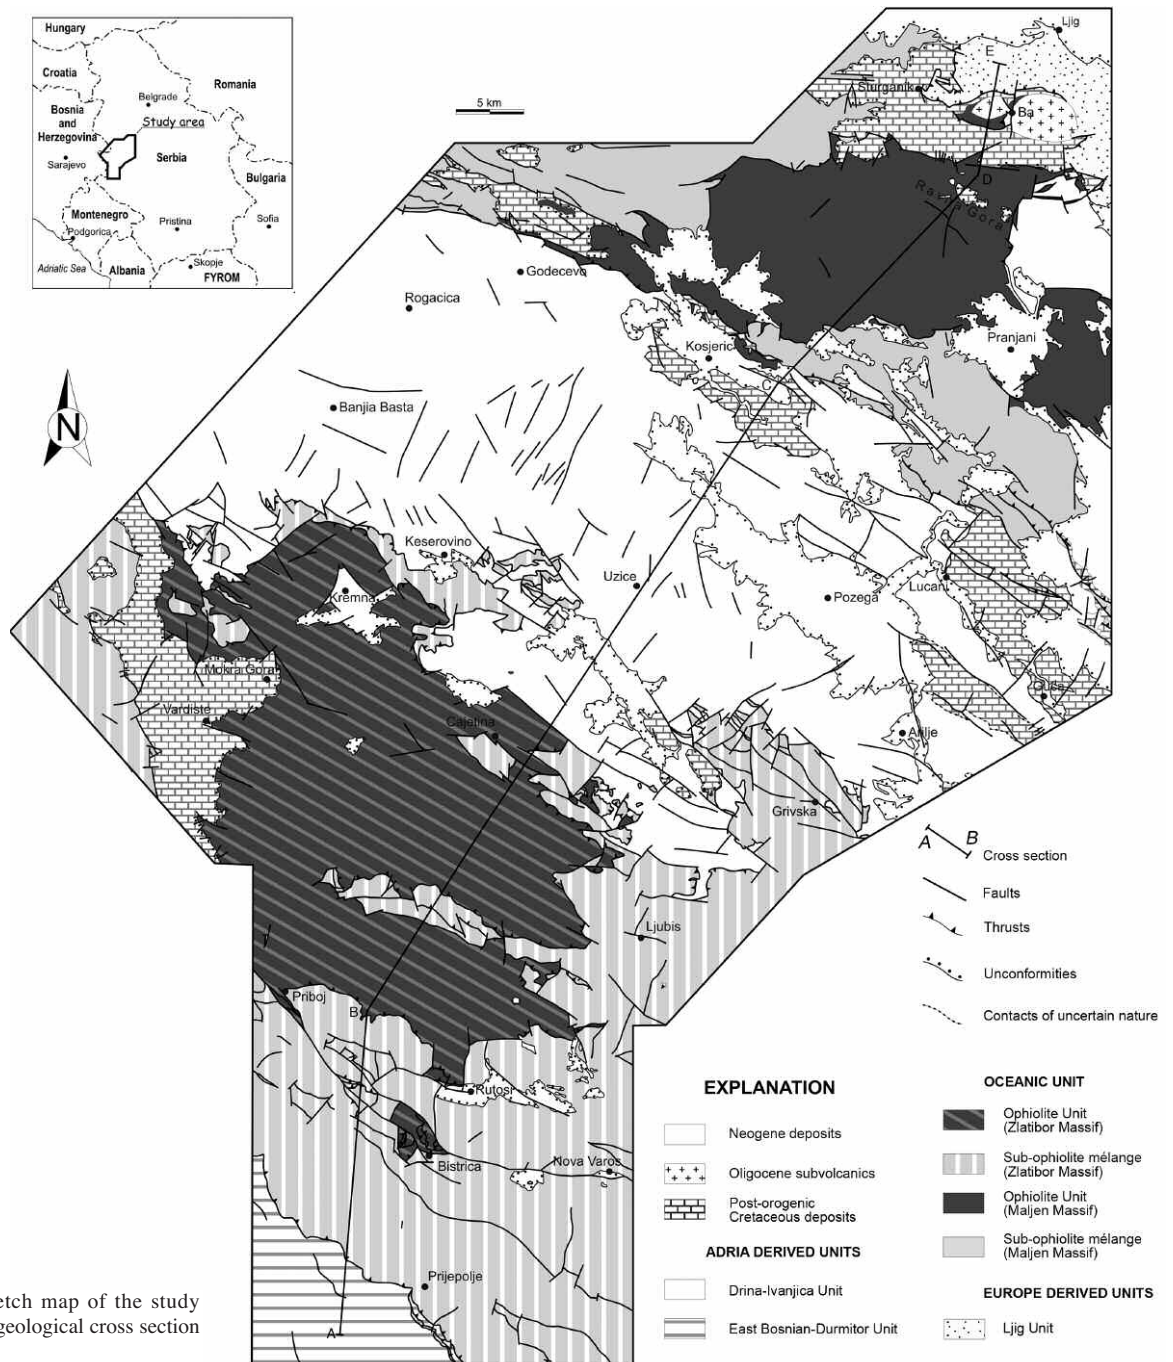 Hungary
Croatia
Romania
Belgrade
Bosnia
and
Herzegovina
Study area
Sarajevo
Serbia
Bulgaria
Montenegro
Podgorica
Pristina
Sofia
Adriatic Sea
Albania
Skopje
FYROM
5 km
Ljig
E
Sturganik
Ba
D
Ravna Gora
Godecevo
Rogacica
Pranjani
Kosjeric
C
N
Banjia Basta
Keserovino
Uzice
Kremna
Pozega
Lucani
Mokra Gora
Guca
Vardiste
Cajetina
Arilje
Grivska
Ljubis
Priboj
B
Rutosi
Bistrica
Nova Varos
Prijepolje
A
A B
Cross section
Faults
Thrusts
Unconformities
Contacts of uncertain nature
EXPLANATION
Neogene deposits
Oligocene subvolcanics
Post-orogenic
Cretaceous deposits
ADRIA DERIVED UNITS
Drina-Ivanjica Unit
East Bosnian-Durmitor Unit
OCEANIC UNIT
Ophiolite Unit
(Zlatibor Massif)
Sub-ophiolite mélange
(Zlatibor Massif)
Ophiolite Unit
(Maljen Massif)
Sub-ophiolite mélange
(Maljen Massif)
EUROPE DERIVED UNITS
Ljig Unit
etch map of the study
geological cross section